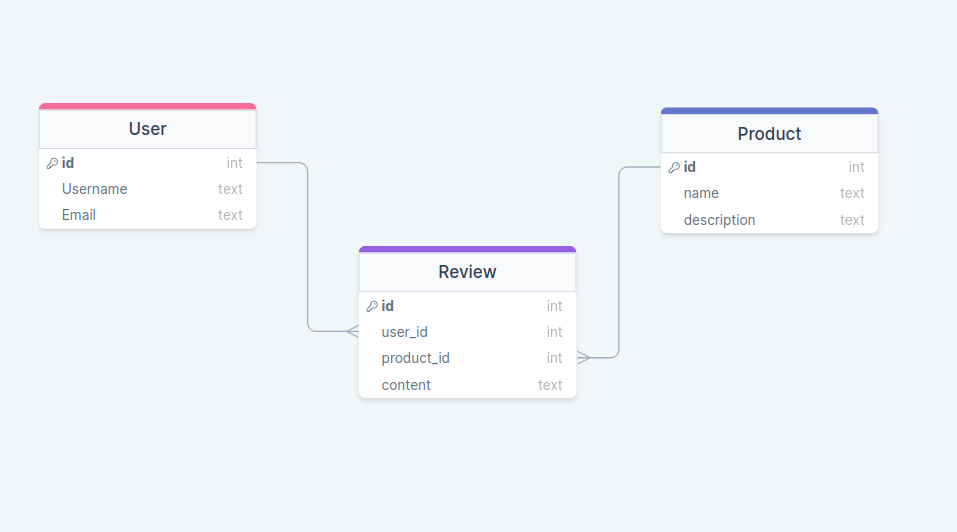 User
id int
Username text
Email text
Product
id int
name text
description text
Review
id int
user_id int
product_id int
content text